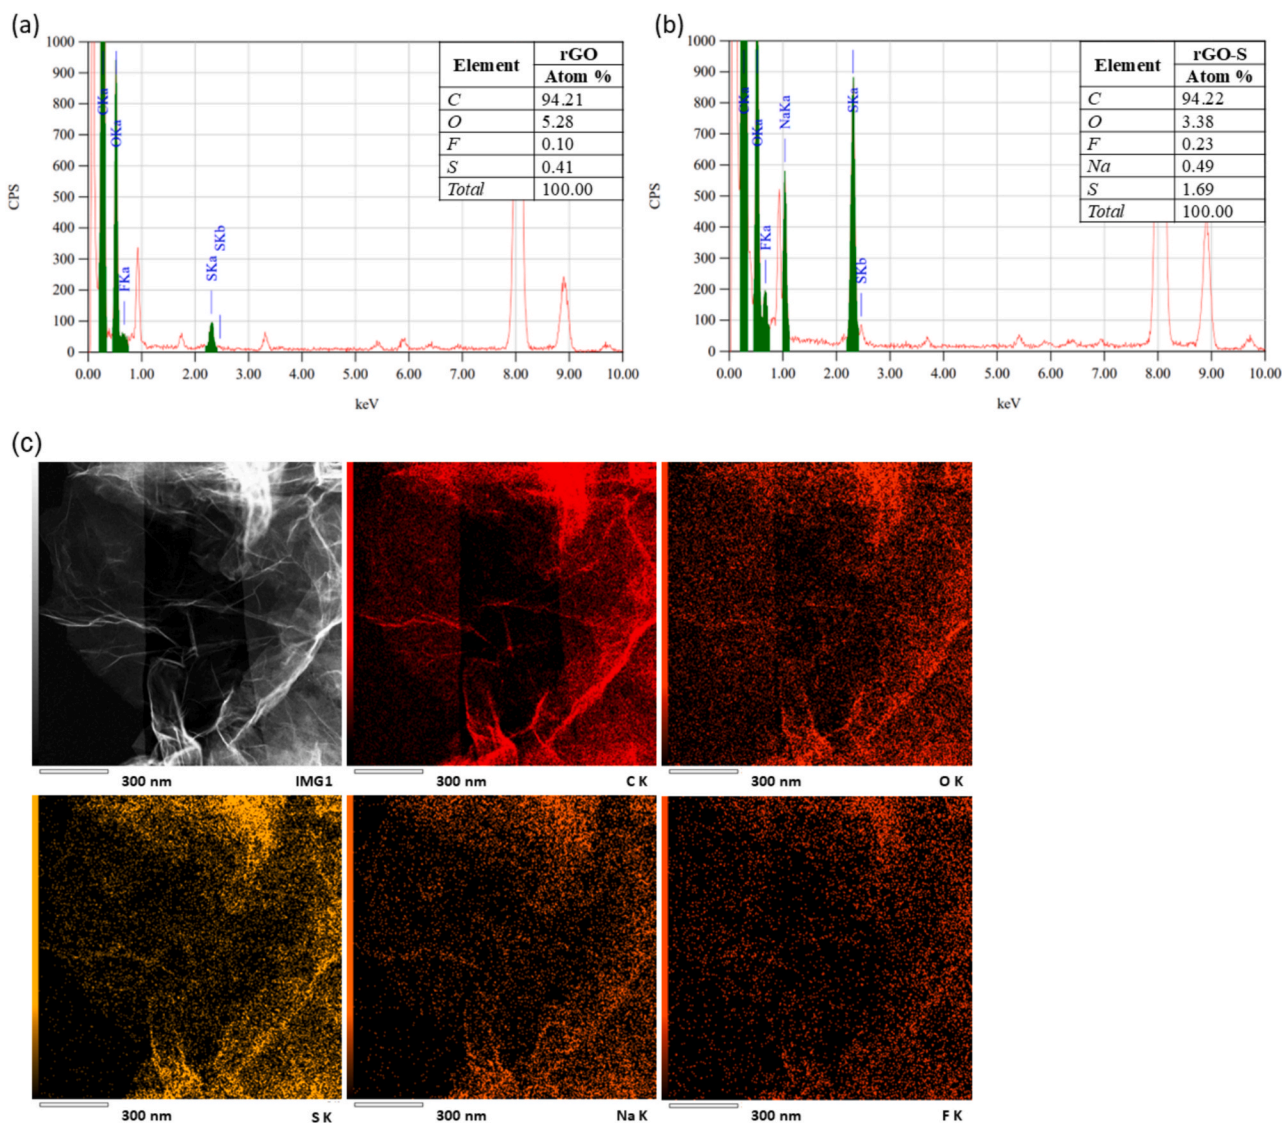 (a)
1000
900
800
700
600
500
400
300
200
100
0
CPS
CKa
OKa
FKa
SKa
SKb
0.00 1.00 2.00 3.00 4.00 5.00 6.00 7.00 8.00 9.00 10.00
keV
Element rGO
Atom %
C 94.21
O 5.28
F 0.10
S 0.41
Total 100.00
(b)
1000
900
800
700
600
500
400
300
200
100
0
CPS
CKa
OKa
FKa
NaKa
SKa
SKb
0.00 1.00 2.00 3.00 4.00 5.00 6.00 7.00 8.00 9.00 10.00
keV
Element rGO-S
Atom %
C 94.22
O 3.38
F 0.23
Na 0.49
S 1.69
Total 100.00
(c)
300 nm IMG1
300 nm C K
300 nm O K
300 nm S K
300 nm Na K
300 nm F K